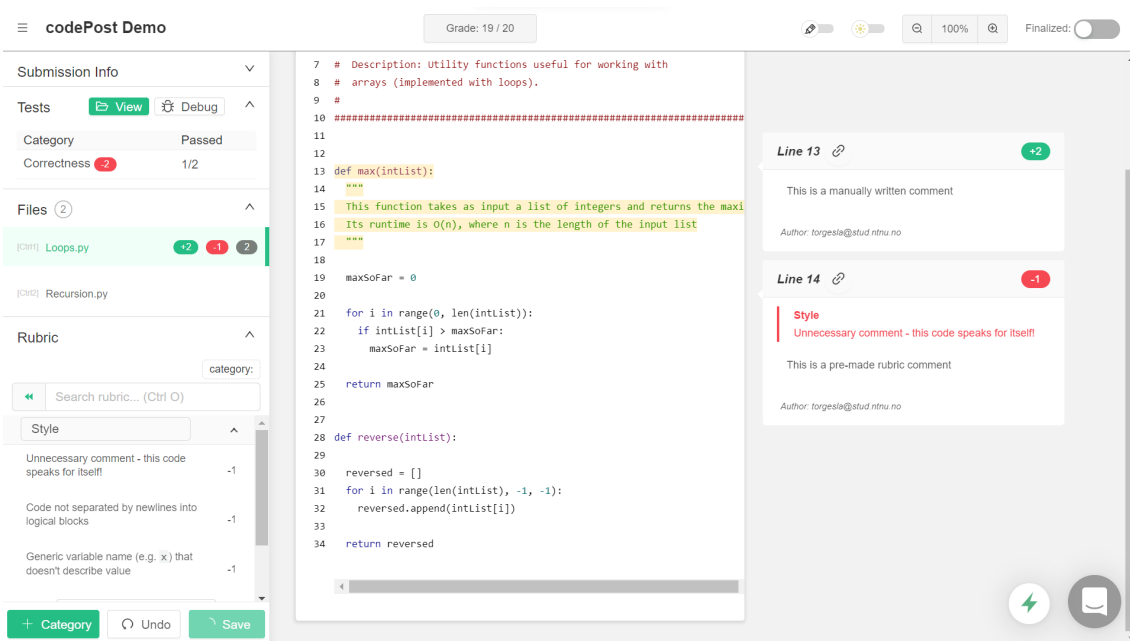 codePost Demo
Grade: 19 / 20
100%
Finalized:
Submission Info
Tests
View
Debug
Category Passed
Correctness -2 1/2
Files 2
[Ctrl1] Loops.py +2 -1 2
[Ctrl2] Recursion.py
Rubric
category:
Search rubric... (Ctrl O)
Style
Unnecessary comment - this code
speaks for itself!
-1
Code not separated by newlines into
logical blocks
-1
Generic variable name (e.g. x) that
doesn't describe value
-1
+ Category
Undo
Save
7 # Description: Utility functions useful for working with
8 # arrays (implemented with loops).
9 #
10 ######################################################################
11
12
13 def max(intList):
14 """
15 This function takes as input a list of integers and returns the maxi
16 Its runtime is O(n), where n is the length of the input list
17 """
18
19 maxSoFar = 0
20
21 for i in range(0, len(intList)):
22 if intList[i] > maxSoFar:
23 maxSoFar = intList[i]
24
25 return maxSoFar
26
27
28 def reverse(intList):
29
30 reversed = []
31 for i in range(len(intList), -1, -1):
32 reversed.append(intList[i])
33
34 return reversed
Line 13 +2
This is a manually written comment
Author: torgesla@stud.ntnu.no
Line 14 -1
Style
Unnecessary comment - this code speaks for itself!
This is a pre-made rubric comment
Author: torgesla@stud.ntnu.no